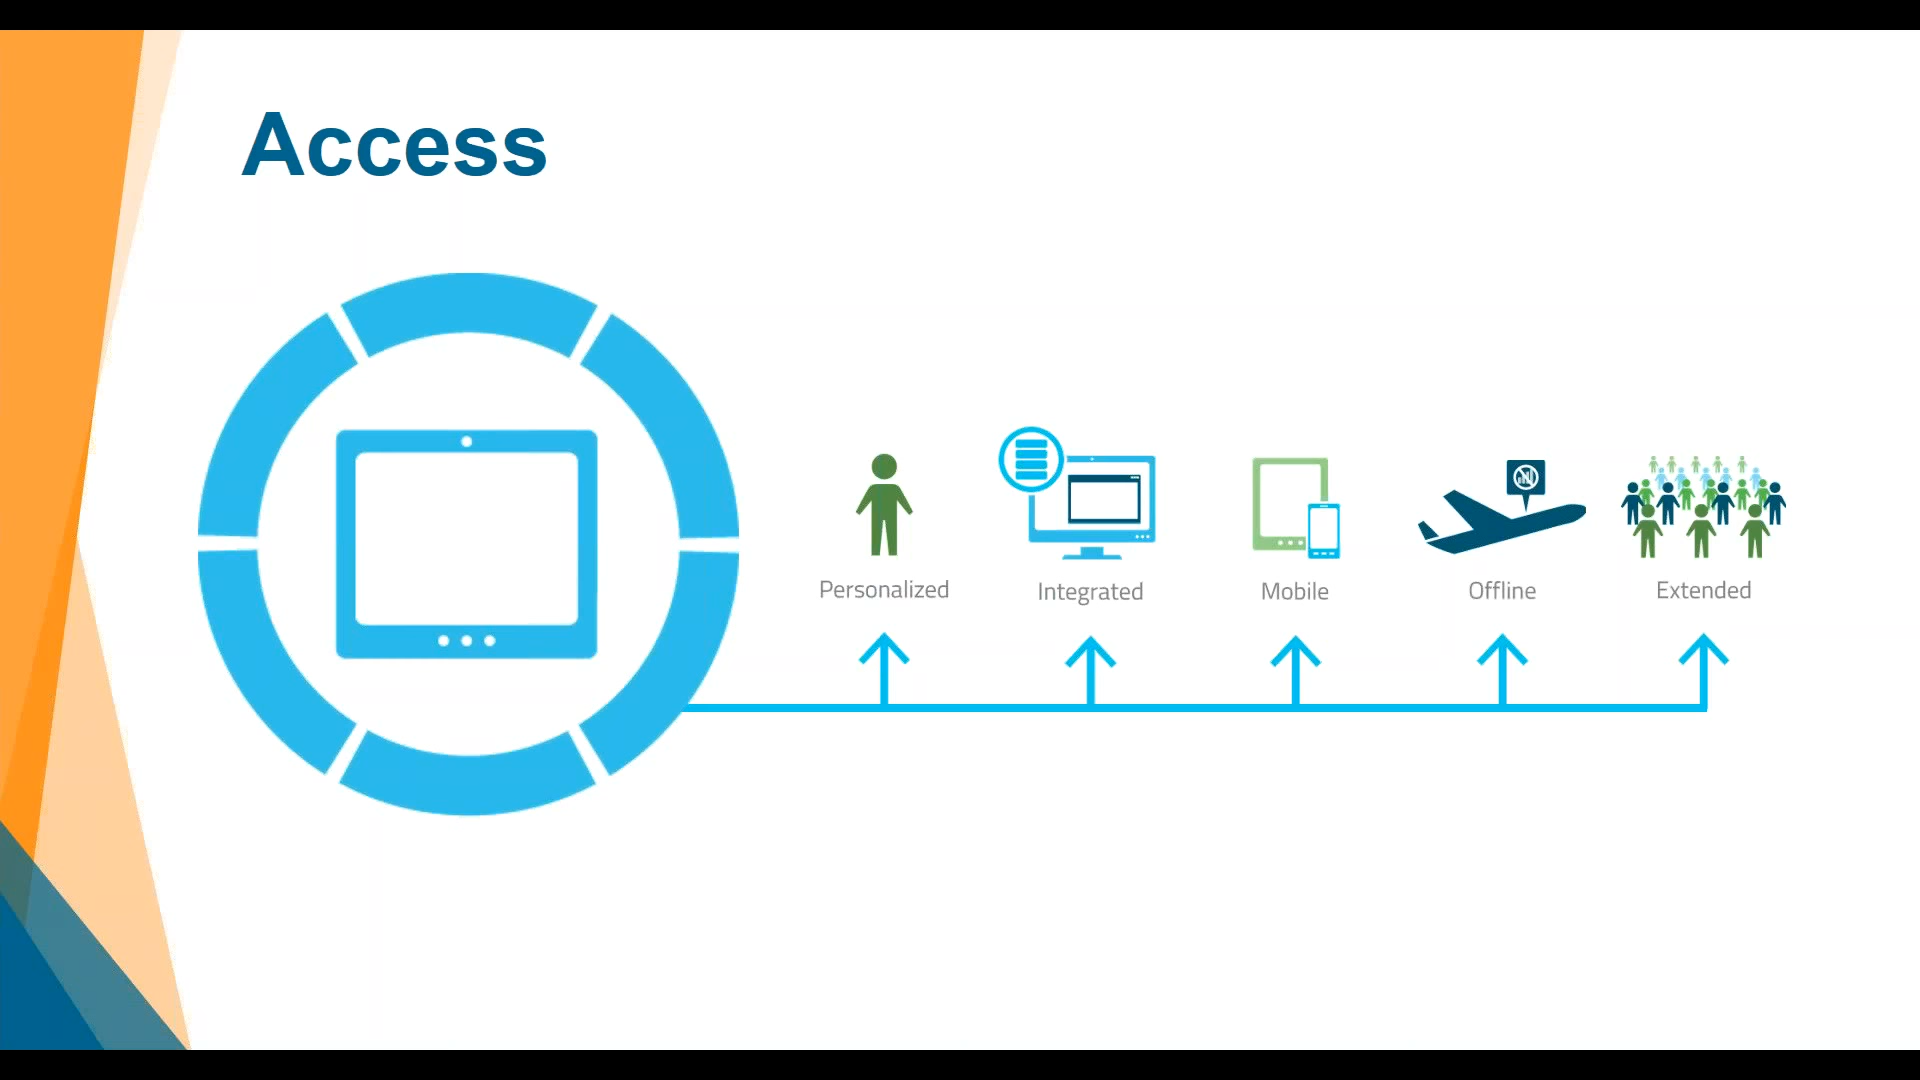 Access
Personalized
Integrated
Mobile
Offline
Extended